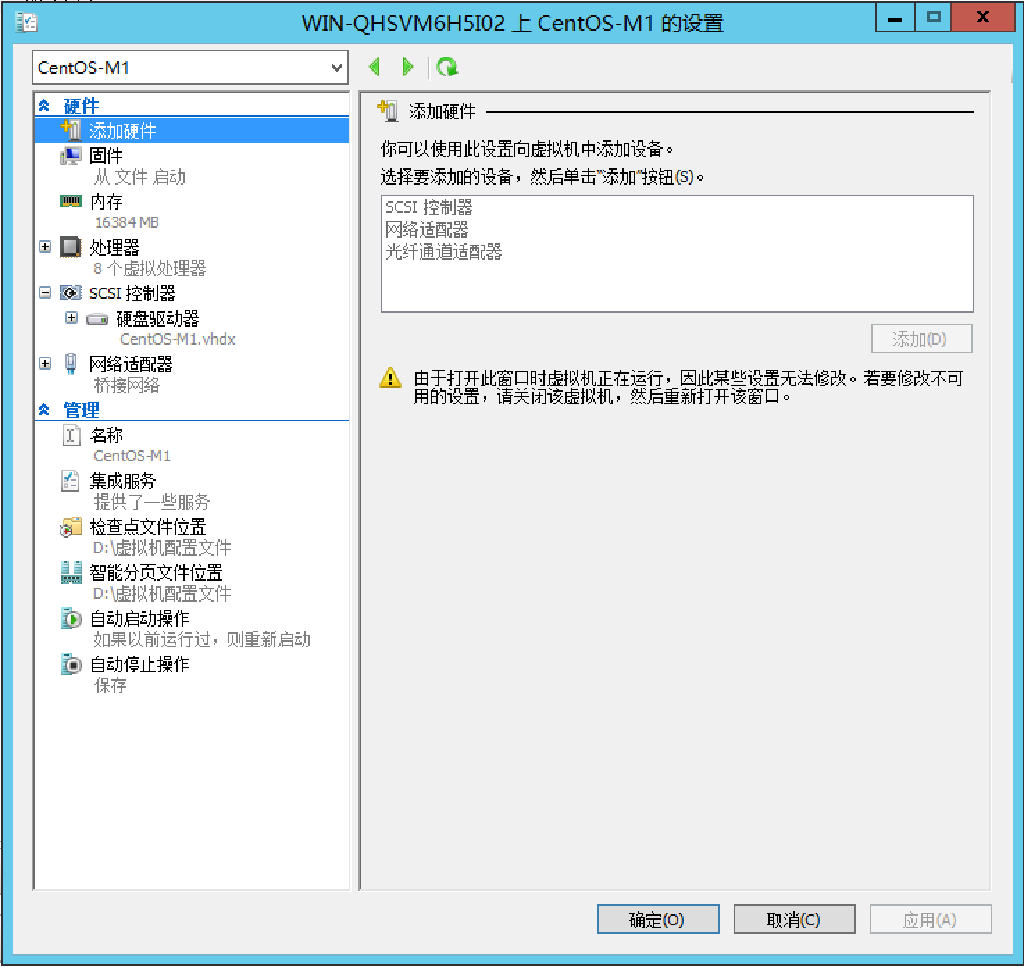 WIN-QHSVM6H5I02 上 CentOS-M1 的设置
CentOS-M1
硬件
添加硬件
固件
从 文件 启动
内存
16384 MB
处理器
8 个虚拟处理器
SCSI 控制器
硬盘驱动器
CentOS-M1.vhdx
网络适配器
桥接网络
管理
名称
CentOS-M1
集成服务
提供了一些服务
检查点文件位置
D:\虚拟机配置文件
智能分页文件位置
D:\虚拟机配置文件
自动启动操作
如果以前运行过，则重新启动
自动停止操作
保存
添加硬件
你可以使用此设置向虚拟机中添加设备。
选择要添加的设备，然后单击"添加"按钮(S)。
SCSI 控制器
网络适配器
光纤通道适配器
添加(D)
由于打开此窗口时虚拟机正在运行，因此某些设置无法修改。若要修改不可
用的设置，请关闭该虚拟机，然后重新打开该窗口。
确定(O)
取消(C)
应用(A)